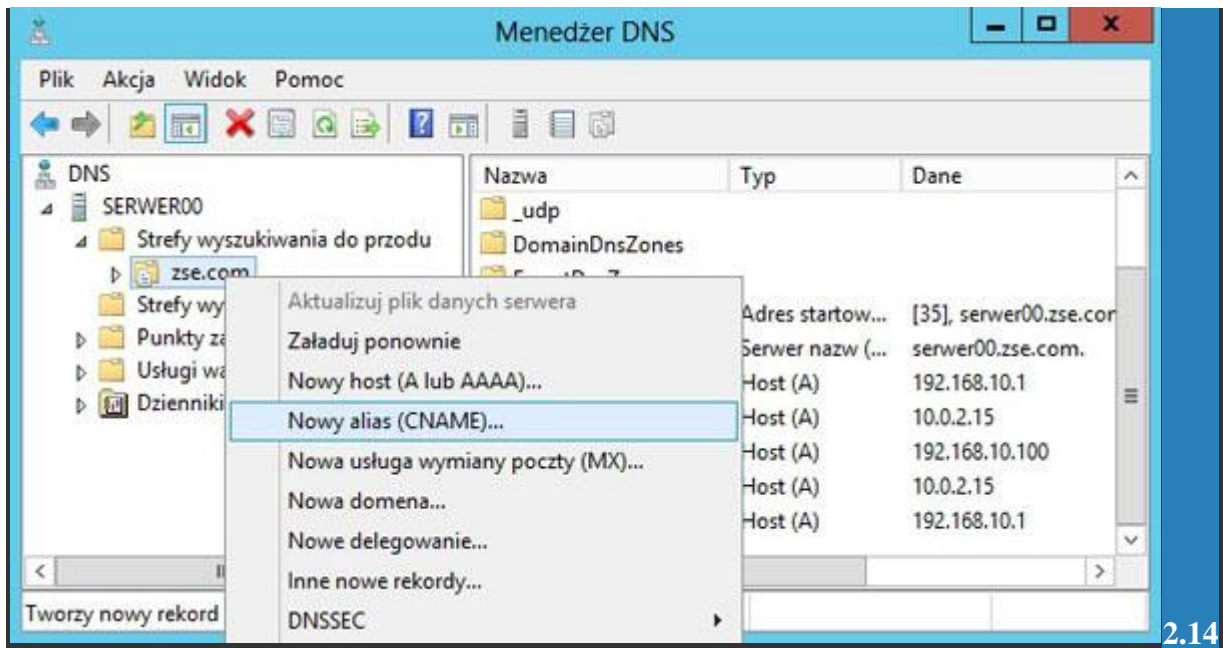 Menedżer DNS
Plik Akcja Widok Pomoc
DNS
SERWER00
Strefy wyszukiwania do przodu
zse.com
Strefy wy
Punkty za
Usługi wa
Dzienniki
Nazwa Typ Dane
_udp
DomainDnsZones
Adres startow... [35], serwer00.zse.cor
Serwer nazw (... serwer00.zse.com.
Host (A) 192.168.10.1
Host (A) 10.0.2.15
Host (A) 192.168.10.100
Host (A) 10.0.2.15
Host (A) 192.168.10.1
Aktualizuj plik danych serwera
Załaduj ponownie
Nowy host (A lub AAAA)...
Nowy alias (CNAME)...
Nowa usługa wymiany poczty (MX)...
Nowa domena...
Nowe delegowanie...
Inne nowe rekordy...
DNSSEC
Tworzy nowy rekord
2.14